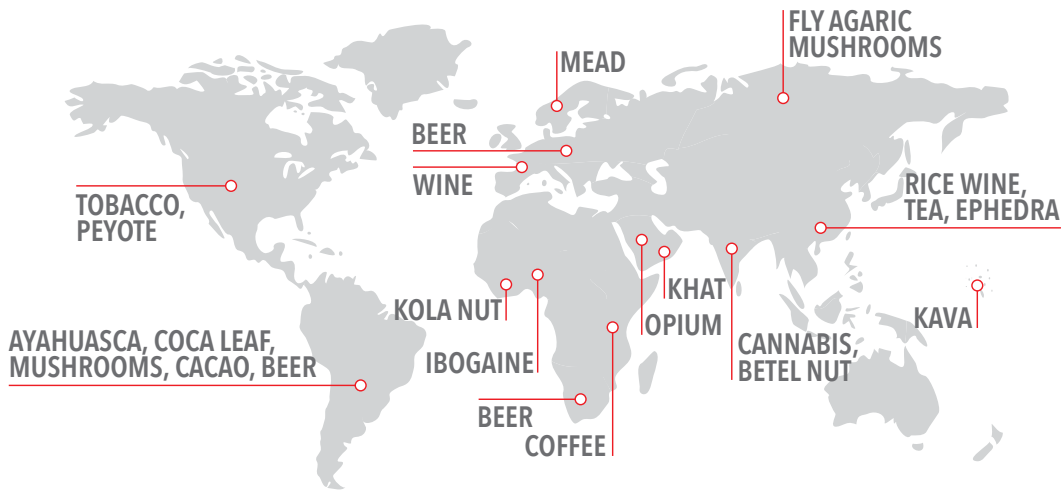 FLY AGARIC
MUSHROOMS
MEAD
BEER
WINE
TOBACCO,
PEYOTE
RICE WINE,
TEA, EPHEDRA
KHAT
KOLA NUT
OPIUM
KAVA
AYAHUASCA, COCA LEAF,
MUSHROOMS, CACAO, BEER
IBOGAINE
CANNABIS,
BETEL NUT
BEER
COFFEE